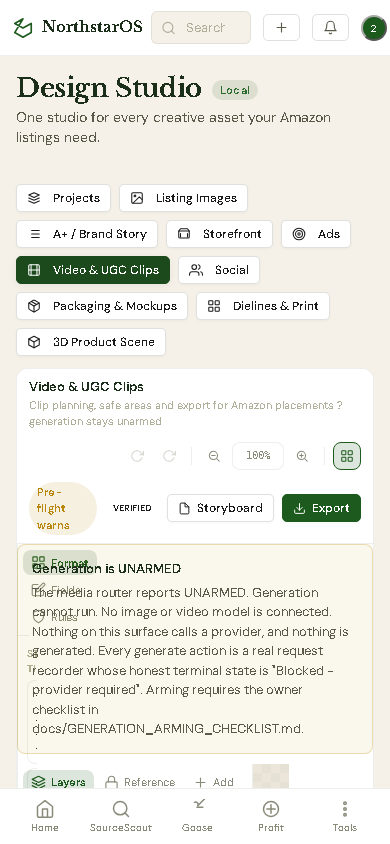 NorthstarOS
Search
2
Design Studio
Local
One studio for every creative asset your Amazon
listings need.
Projects
Listing Images
A+ / Brand Story
Storefront
Ads
Video & UGC Clips
Social
Packaging & Mockups
Dielines & Print
3D Product Scene
Video & UGC Clips
Clip planning, safe areas and export for Amazon placements ?
generation stays unarmed
100%
Pre-
flight
warns
VERIFIED
Storyboard
Export
Format
Fields
Rules
Generation is UNARMED
The media router reports UNARMED. Generation
cannot run. No image or video model is connected.
Nothing on this surface calls a provider, and nothing is
generated. Every generate action is a real request
recorder whose honest terminal state is "Blocked -
provider required". Arming requires the owner
checklist in
docs/GENERATION_ARMING_CHECKLIST.md.
Layers
Reference
Add
Home
SourceScout
Goose
Profit
Tools